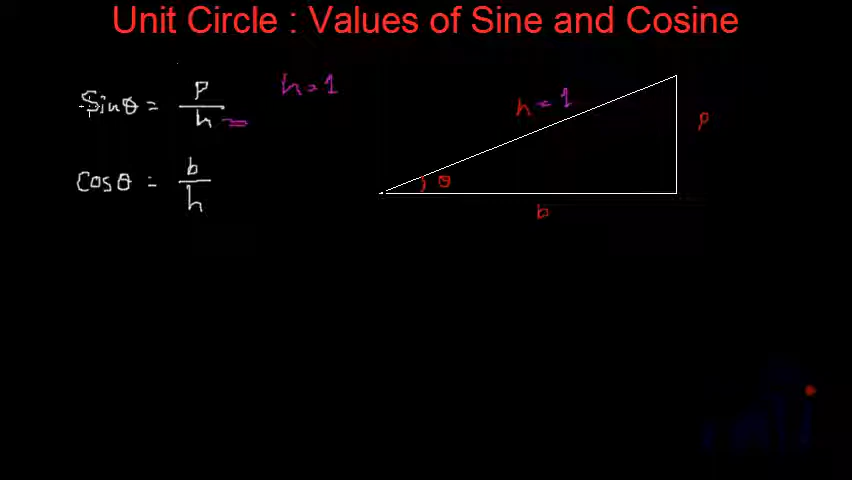 Unit Circle : Values of Sine and Cosine
Sinθ = P/h
h = 1
Cosθ = b/h
h = 1
P
θ
b